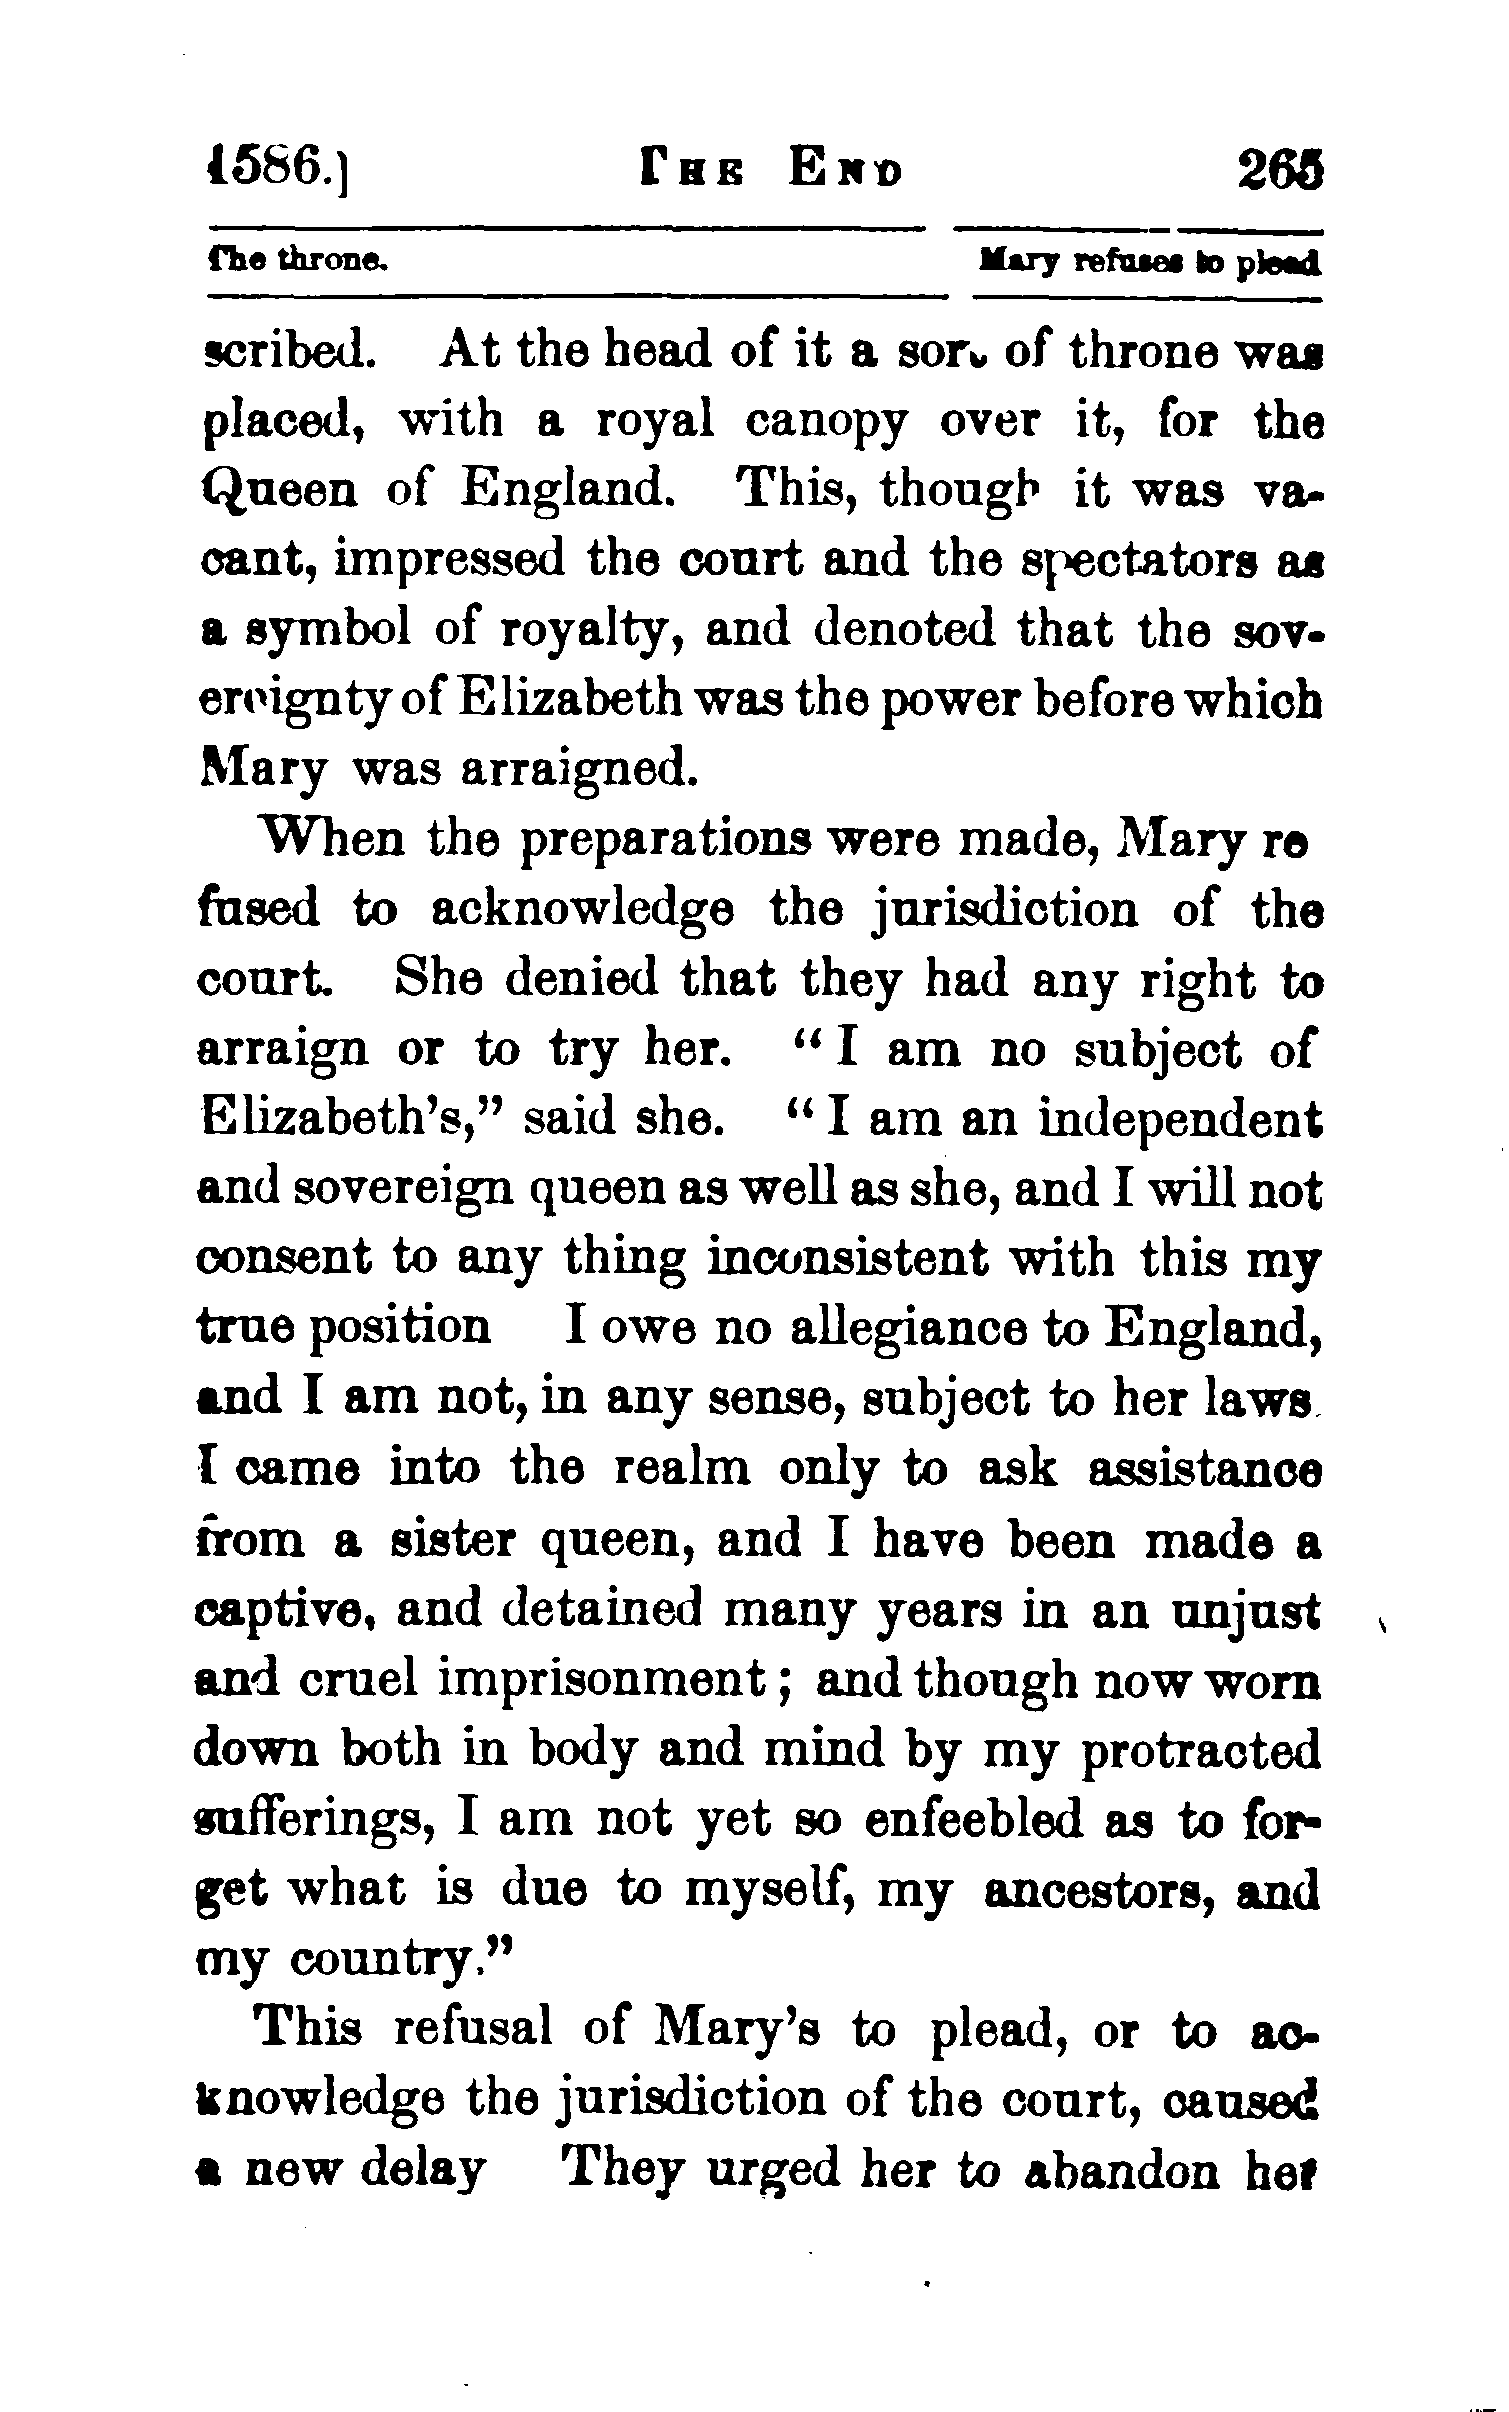 1586.] THE END 265
The throne. Mary refuses to plead
scribed. At the head of it a sort of throne was
placed, with a royal canopy over it, for the
Queen of England. This, though it was va-
cant, impressed the court and the spectators as
a symbol of royalty, and denoted that the sov-
ereignty of Elizabeth was the power before which
Mary was arraigned.
When the preparations were made, Mary re
fused to acknowledge the jurisdiction of the
court. She denied that they had any right to
arraign or to try her. "I am no subject of
Elizabeth's," said she. "I am an independent
and sovereign queen as well as she, and I will not
consent to any thing inconsistent with this my
true position I owe no allegiance to England,
and I am not, in any sense, subject to her laws.
I came into the realm only to ask assistance
from a sister queen, and I have been made a
captive, and detained many years in an unjust
and cruel imprisonment; and though now worn
down both in body and mind by my protracted
sufferings, I am not yet so enfeebled as to for-
get what is due to myself, my ancestors, and
my country."
This refusal of Mary's to plead, or to ac-
knowledge the jurisdiction of the court, caused
a new delay They urged her to abandon her